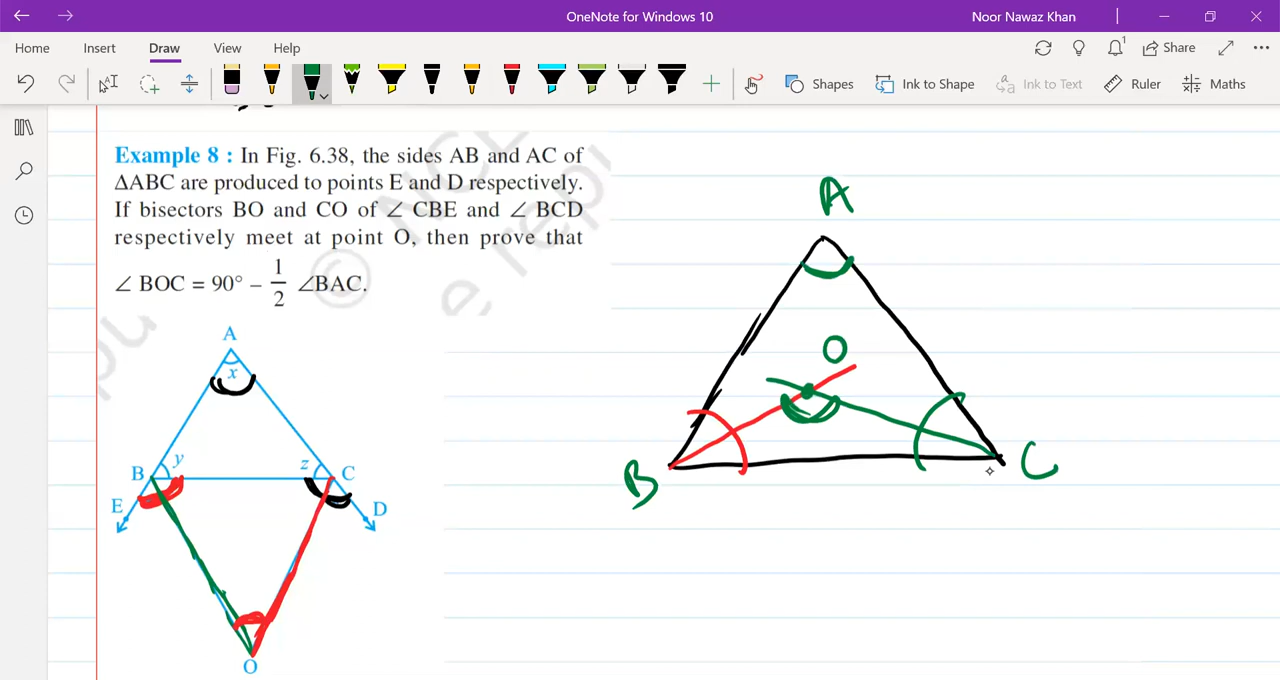 OneNote for Windows 10
Noor Nawaz Khan
Home Insert Draw View Help
1 Share
Shapes Ink to Shape Ink to Text Ruler Maths
Example 8 : In Fig. 6.38, the sides AB and AC of
ΔABC are produced to points E and D respectively.
If bisectors BO and CO of ∠ CBE and ∠ BCD
respectively meet at point O, then prove that
∠ BOC = 90° – 1/2 ∠BAC.
A
x
B y z C
E D
O
A
O
B C